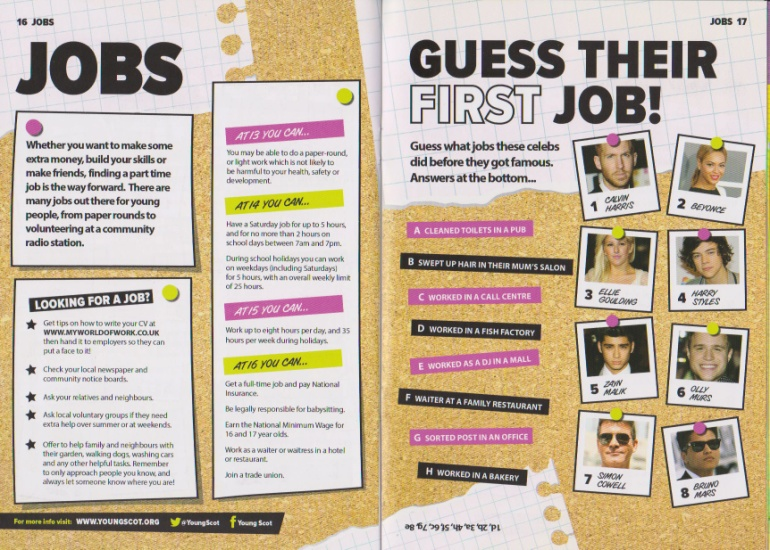 16 JOBS
JOBS
Whether you want to make some
extra money, build your skills or
make friends, finding a part time
job is the way forward. There are
many jobs out there for young
people, from paper rounds to
volunteering at a community
radio station.
LOOKING FOR A JOB?
Get tips on how to write your CV at
WWW.MYWORLDOFWORK.CO.UK
then hand it to employers so they can
put a face to it!
Check your local newspaper and
community notice boards.
Ask your relatives and neighbours.
Ask local voluntary groups if they need
extra help over summer or at weekends.
Offer to help family and neighbours with
their garden, walking dogs, washing cars
and any other helpful tasks. Remember
to only approach people you know, and
always let someone know where you are!
For more info visit: WWW.YOUNGSCOT.ORG @YoungScot Young Scot
AT 13 YOU CAN...
You may be able to do a paper-round,
or light work which is not likely to
be harmful to your health, safety or
development.
AT 14 YOU CAN...
Have a Saturday job for up to 5 hours,
and for no more than 2 hours on
school days between 7am and 7pm.
During school holidays you can work
on weekdays (including Saturdays)
for 5 hours, with an overall weekly limit
of 25 hours.
AT 15 YOU CAN...
Work up to eight hours per day, and 35
hours per week during holidays.
AT 16 YOU CAN...
Get a full-time job and pay National
Insurance.
Be legally responsible for babysitting.
Earn the National Minimum Wage for
16 and 17 year olds.
Work as a waiter or waitress in a hotel
or restaurant.
Join a trade union.
JOBS 17
GUESS THEIR
FIRST JOB!
Guess what jobs these celebs
did before they got famous.
Answers at the bottom...
A CLEANED TOILETS IN A PUB
B SWEPT UP HAIR IN THEIR MUM'S SALON
C WORKED IN A CALL CENTRE
D WORKED IN A FISH FACTORY
E WORKED AS A DJ IN A MALL
F WAITER AT A FAMILY RESTAURANT
G SORTED POST IN AN OFFICE
H WORKED IN A BAKERY
1 CALVIN
HARRIS
2 BEYONCE
3 ELLIE
GOULDING
4 HARRY
STYLES
5 ZAYN
MALIK
6 OLLY
MURS
7 SIMON
COWELL
8 BRUNO
MARS
1d, 2b, 3a, 4h, 5f, 6c, 7g, 8e